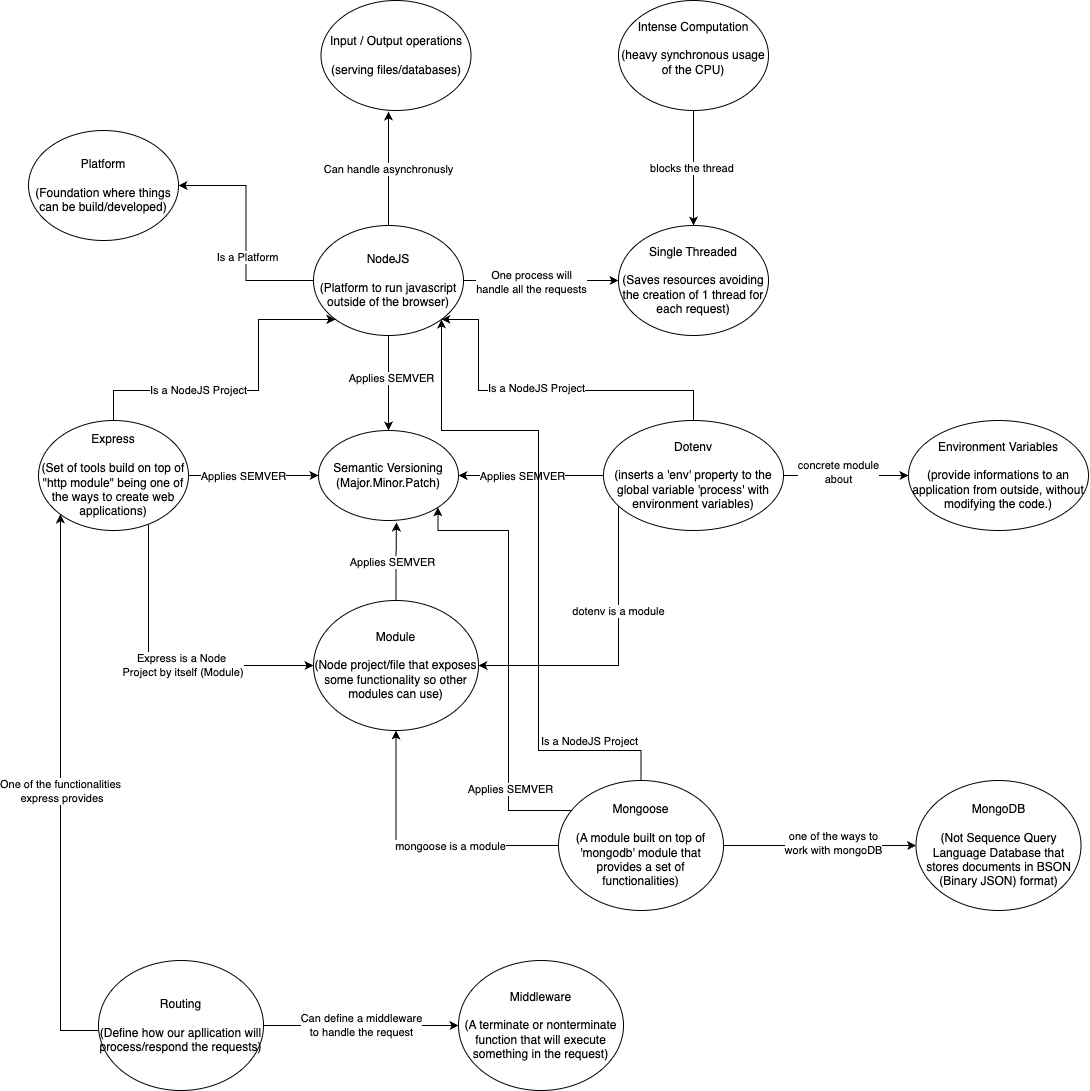 Input / Output operations
(serving files/databases)
Intense Computation
(heavy synchronous usage
of the CPU)
Can handle asynchronusly
blocks the thread
Platform
(Foundation where things
can be build/developed)
Is a Platform
NodeJS
(Platform to run javascript
outside of the browser)
One process will
handle all the requests
Single Threaded
(Saves resources avoiding
the creation of 1 thread for
each request)
Applies SEMVER
Is a NodeJS Project
Is a NodeJS Project
Express
(Set of tools build on top of
"http module" being one of
the ways to create web
applications)
Applies SEMVER
Semantic Versioning
(Major.Minor.Patch)
Applies SEMVER
Dotenv
(inserts a 'env' property to the
global variable 'process' with
environment variables)
concrete module
about
Environment Variables
(provide informations to an
application from outside, without
modifying the code.)
Applies SEMVER
dotenv is a module
Express is a Node
Project by itself (Module)
Module
(Node project/file that exposes
some functionality so other
modules can use)
Is a NodeJS Project
One of the functionalities
express provides
Applies SEMVER
mongoose is a module
Mongoose
(A module built on top of
'mongodb' module that
provides a set of
functionalities)
one of the ways to
work with mongoDB
MongoDB
(Not Sequence Query
Language Database that
stores documents in BSON
(Binary JSON) format)
Routing
(Define how our apllication will
process/respond the requests)
Can define a middleware
to handle the request
Middleware
(A terminate or nonterminate
function that will execute
something in the request)